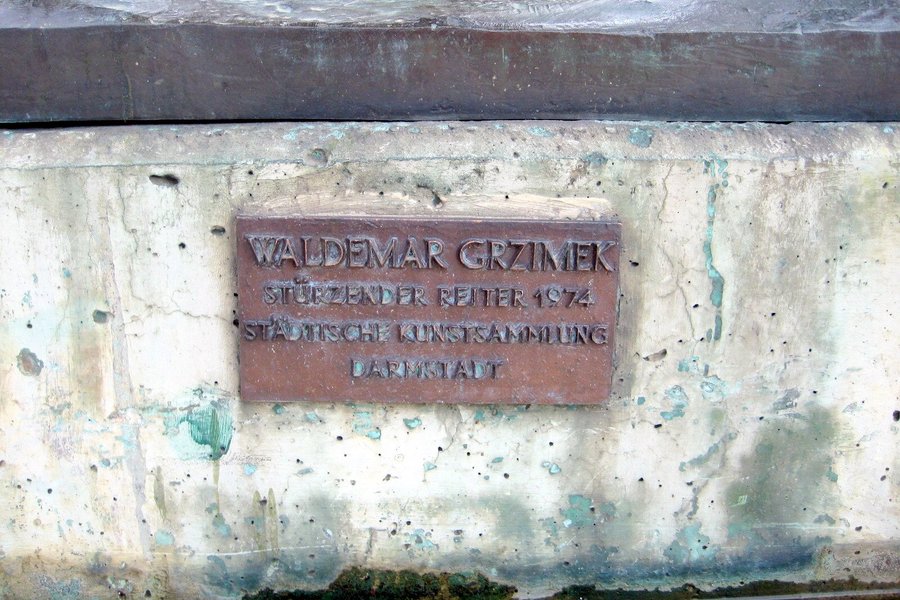 WALDEMAR GRZIMEK
STÜRZENDER REITER 1974
STÄDTISCHE KUNSTSAMMLUNG
DARMSTADT